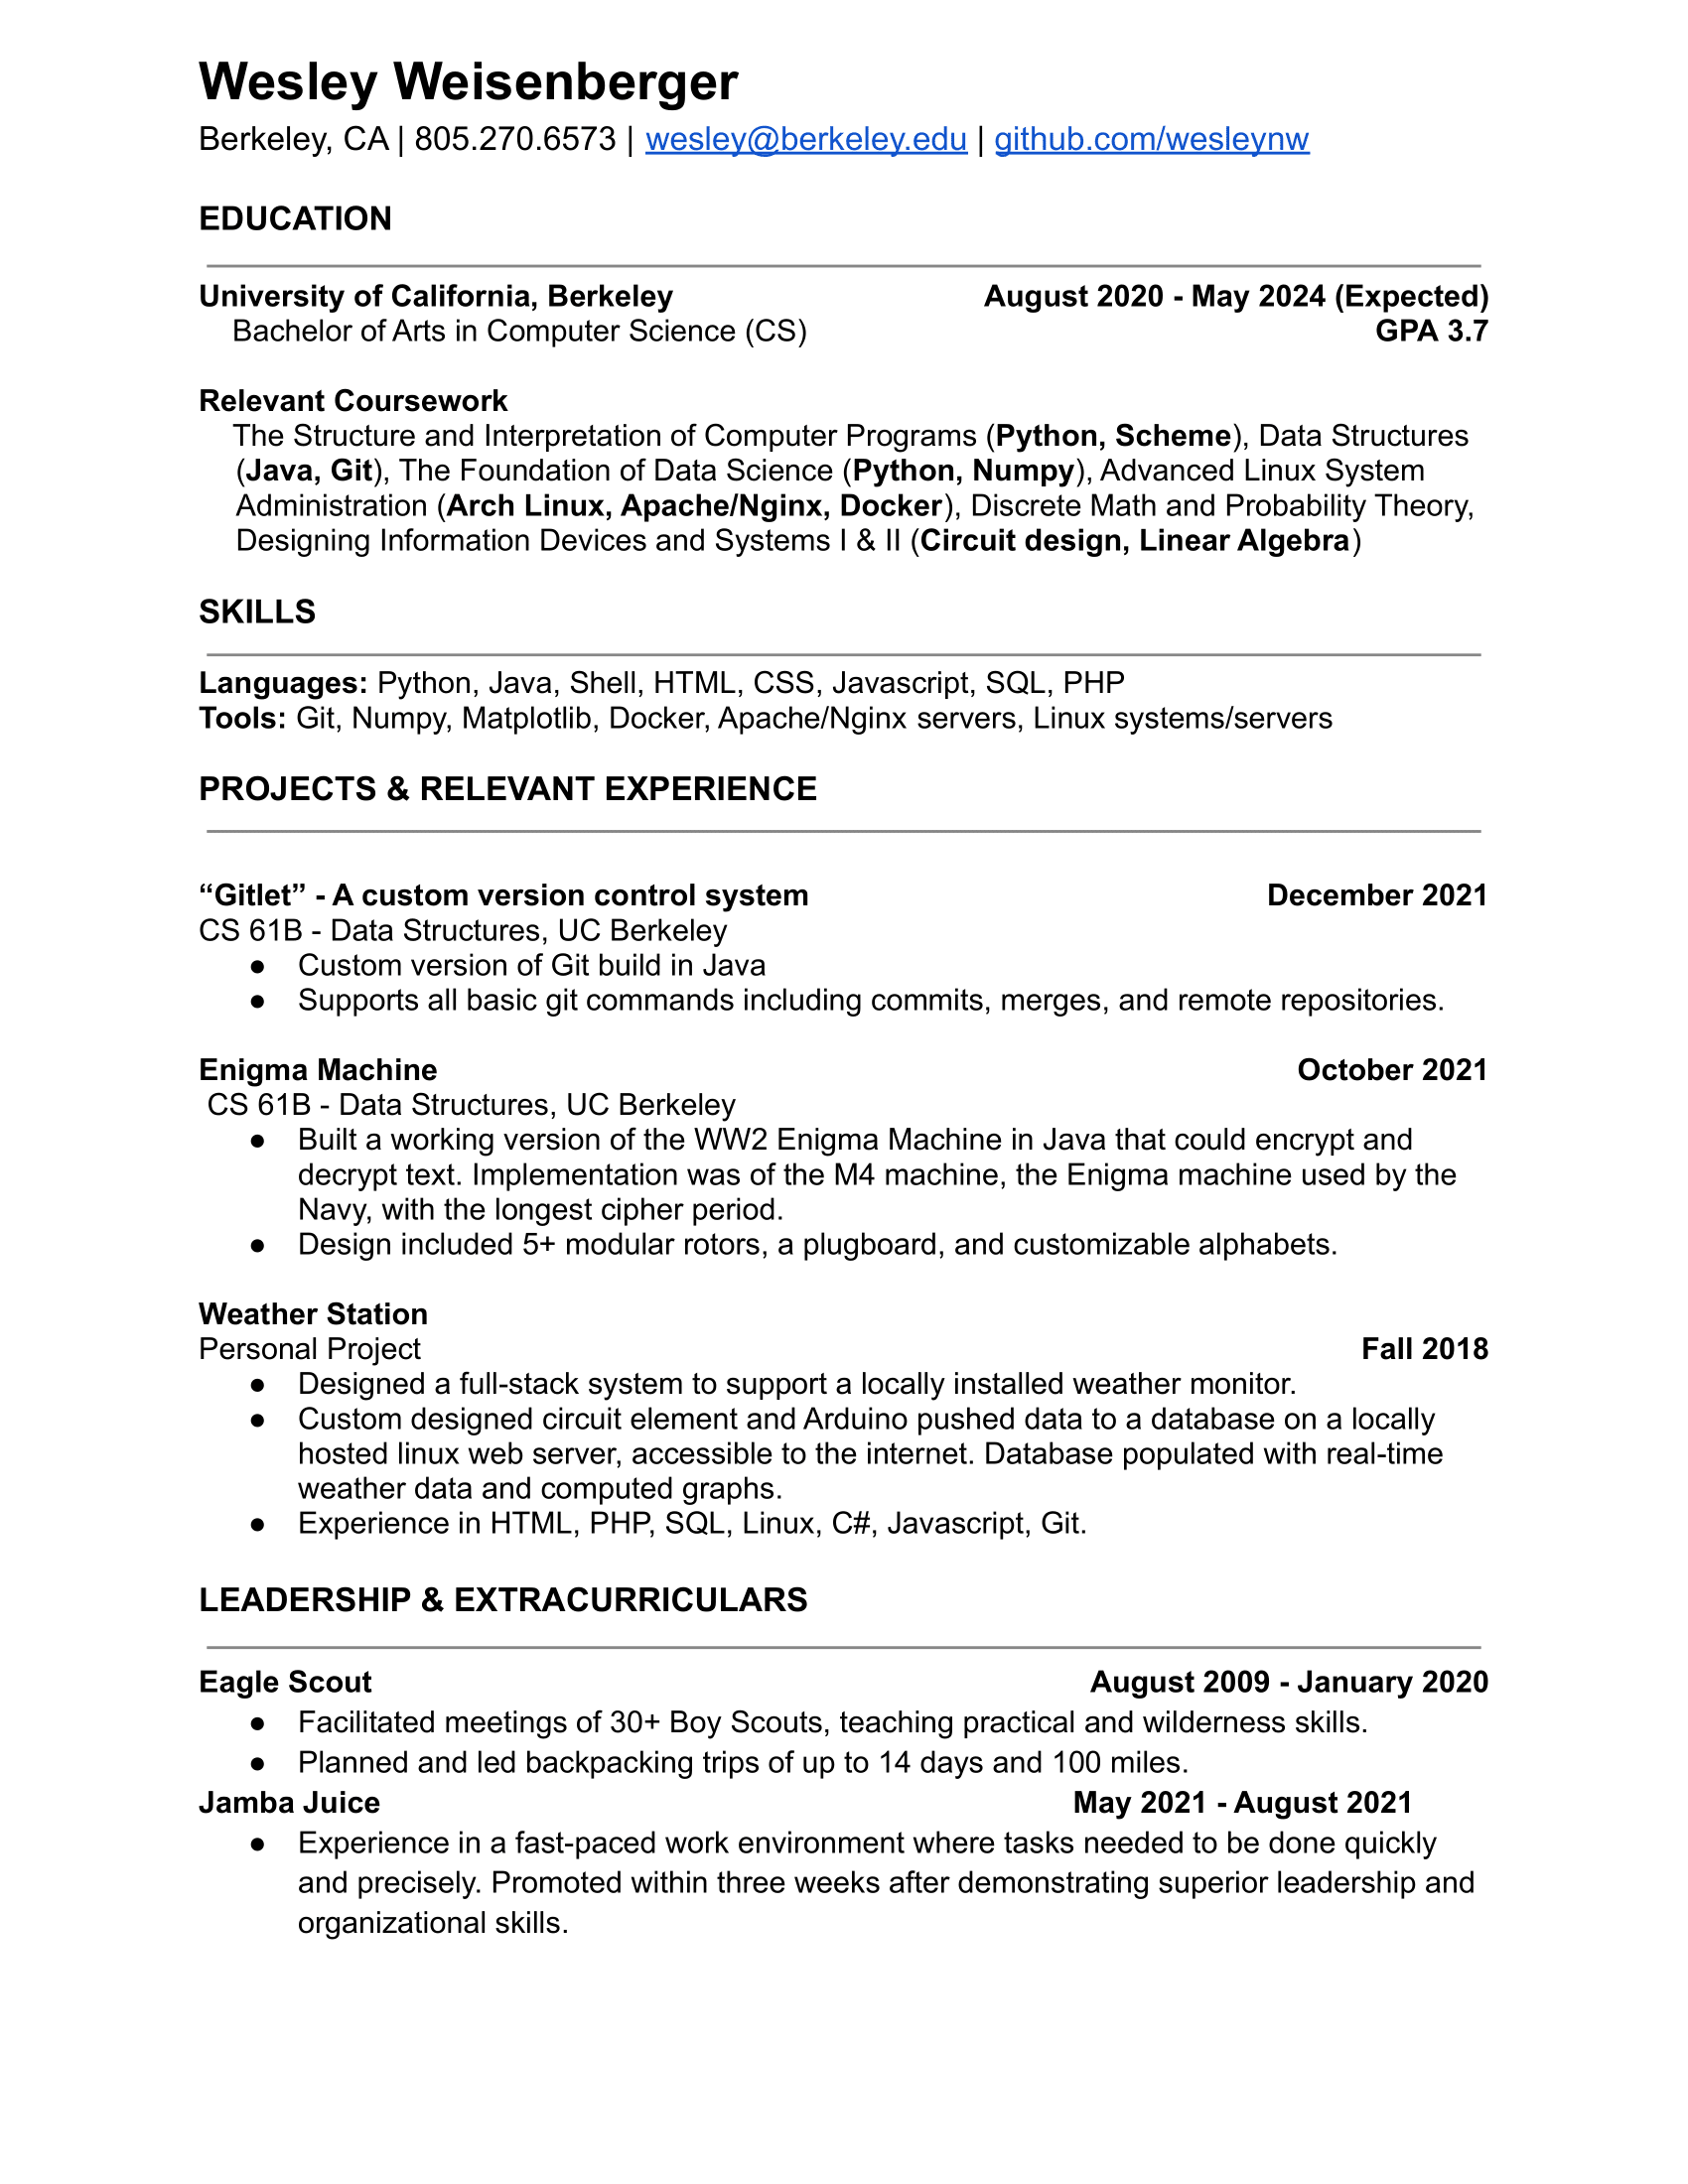 Wesley Weisenberger
Berkeley, CA | 805.270.6573 | wesley@berkeley.edu | github.com/wesleynw
EDUCATION
University of California, Berkeley August 2020 - May 2024 (Expected)
Bachelor of Arts in Computer Science (CS) GPA 3.7
Relevant Coursework
The Structure and Interpretation of Computer Programs (Python, Scheme), Data Structures
(Java, Git), The Foundation of Data Science (Python, Numpy), Advanced Linux System
Administration (Arch Linux, Apache/Nginx, Docker), Discrete Math and Probability Theory,
Designing Information Devices and Systems I & II (Circuit design, Linear Algebra)
SKILLS
Languages: Python, Java, Shell, HTML, CSS, Javascript, SQL, PHP
Tools: Git, Numpy, Matplotlib, Docker, Apache/Nginx servers, Linux systems/servers
PROJECTS & RELEVANT EXPERIENCE
“Gitlet” - A custom version control system December 2021
CS 61B - Data Structures, UC Berkeley
● Custom version of Git build in Java
● Supports all basic git commands including commits, merges, and remote repositories.
Enigma Machine October 2021
CS 61B - Data Structures, UC Berkeley
● Built a working version of the WW2 Enigma Machine in Java that could encrypt and
decrypt text. Implementation was of the M4 machine, the Enigma machine used by the
Navy, with the longest cipher period.
● Design included 5+ modular rotors, a plugboard, and customizable alphabets.
Weather Station
Personal Project Fall 2018
● Designed a full-stack system to support a locally installed weather monitor.
● Custom designed circuit element and Arduino pushed data to a database on a locally
hosted linux web server, accessible to the internet. Database populated with real-time
weather data and computed graphs.
● Experience in HTML, PHP, SQL, Linux, C#, Javascript, Git.
LEADERSHIP & EXTRACURRICULARS
Eagle Scout August 2009 - January 2020
● Facilitated meetings of 30+ Boy Scouts, teaching practical and wilderness skills.
● Planned and led backpacking trips of up to 14 days and 100 miles.
Jamba Juice May 2021 - August 2021
● Experience in a fast-paced work environment where tasks needed to be done quickly
and precisely. Promoted within three weeks after demonstrating superior leadership and
organizational skills.